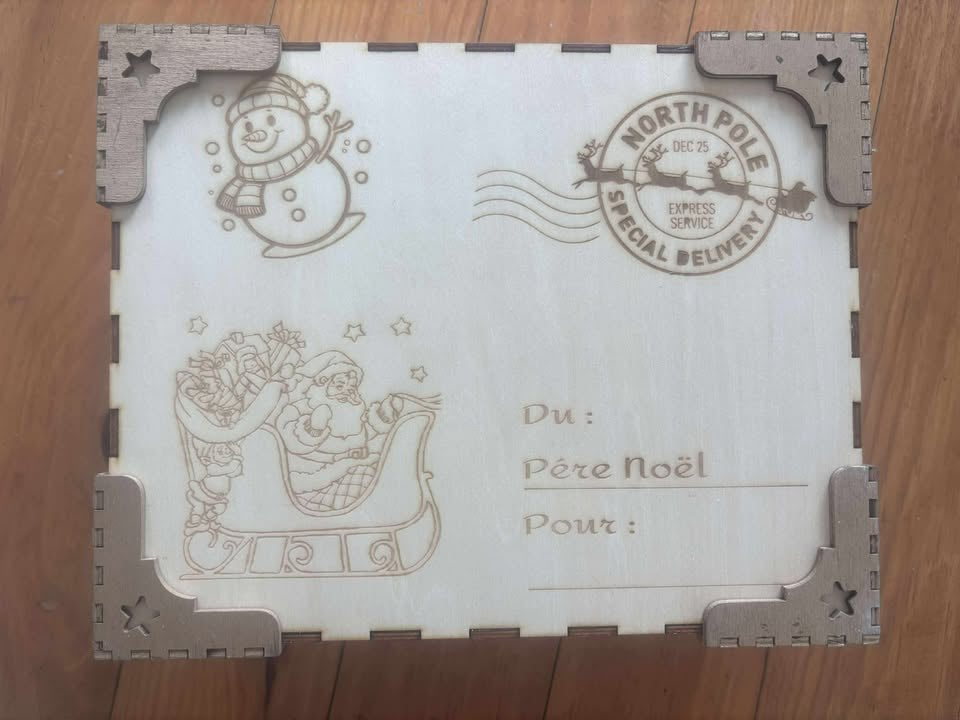 NORTH POLE
DEC 25
EXPRESS
SERVICE
SPECIAL DELIVERY
Du :
Pére Noël
Pour :